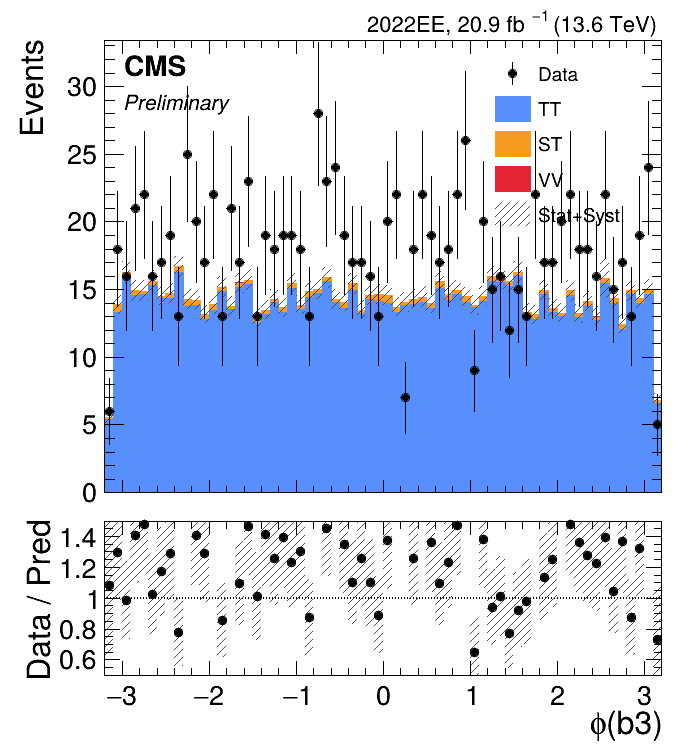 2022EE, 20.9 fb⁻¹ (13.6 TeV)
CMS
Preliminary
Data
TT
ST
VV
Stat+Syst
Events
30
25
20
15
10
5
0
Data / Pred
1.4
1.2
1
0.8
0.6
−3 −2 −1 0 1 2 3
ϕ(b3)